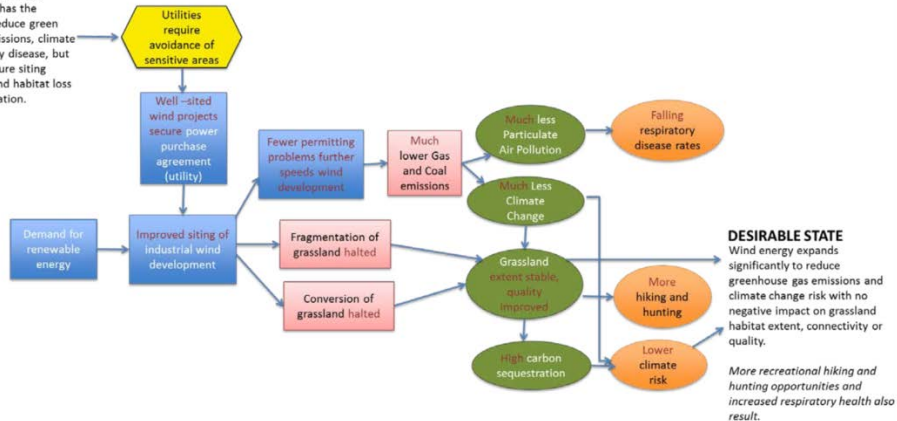 has the
educe green
issions, climate
y disease, but
ure siting
nd habitat loss
ation.
Utilities
require
avoidance of
sensitive areas
Well –sited
wind projects
secure power
purchase
agreement
(utility)
Fewer permitting
problems further
speeds wind
development
Much
lower Gas
and Coal
emissions
Much less
Particulate
Air Pollution
Falling
respiratory
disease rates
Much Less
Climate
Change
Demand for
renewable
energy
Improved siting of
industrial wind
development
Fragmentation of
grassland halted
Conversion of
grassland halted
Grassland
extent stable,
quality
improved
More
hiking and
hunting
High carbon
sequestration
Lower
climate
risk
DESIRABLE STATE
Wind energy expands
significantly to reduce
greenhouse gas emissions and
climate change risk with no
negative impact on grassland
habitat extent, connectivity or
quality.
More recreational hiking and
hunting opportunities and
increased respiratory health also
result.